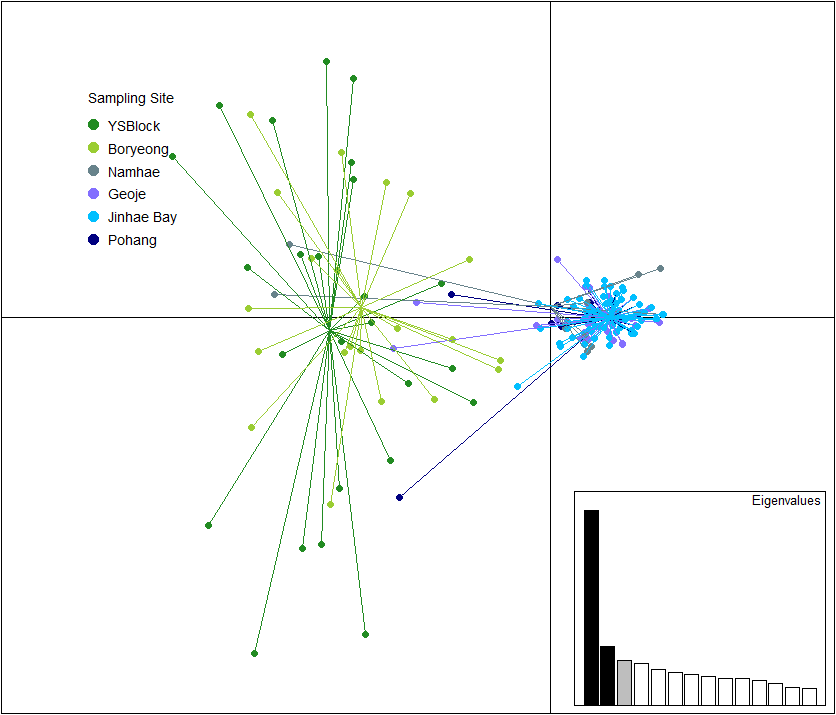 Sampling Site
YSBlock
Boryeong
Namhae
Geoje
Jinhae Bay
Pohang
Eigenvalues